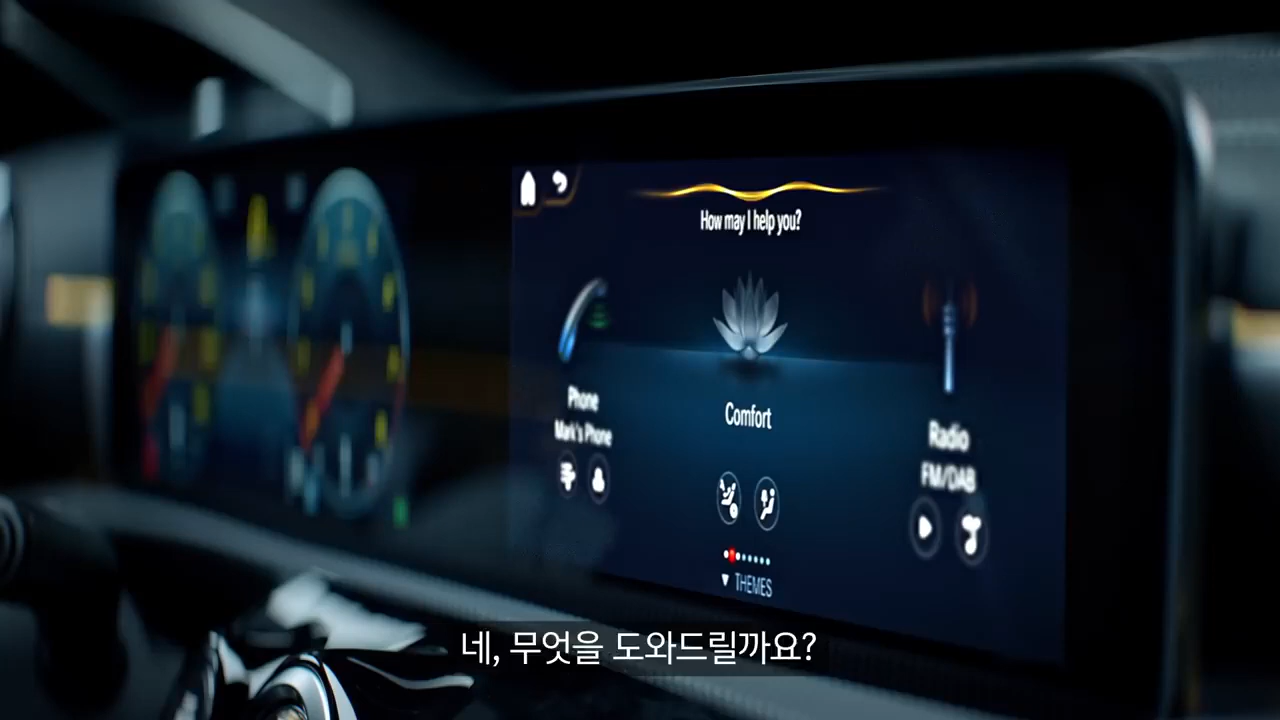 How may I help you?
Phone
Mark's Phone
Comfort
Radio
FM/DAB
THEMES
네, 무엇을 도와드릴까요?